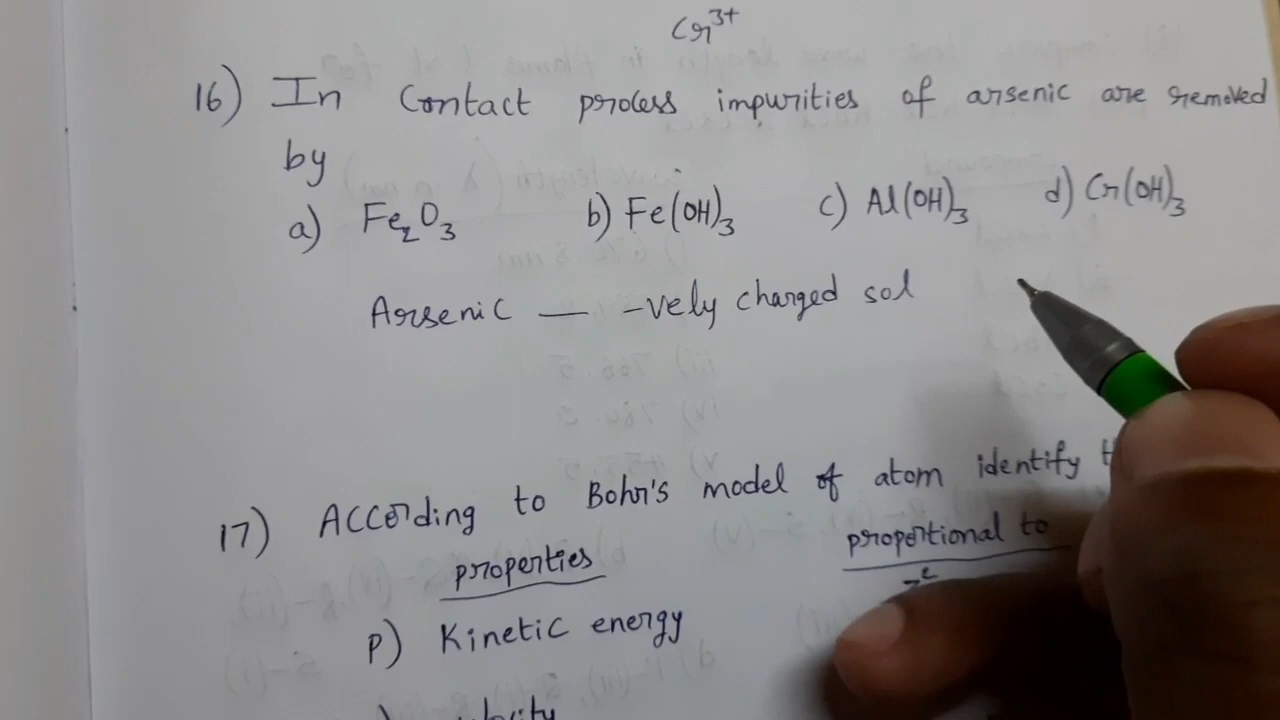 Cr³⁺
16) In Contact process impurities of arsenic are removed
by
a) Fe₂O₃ b) Fe(OH)₃ c) Al(OH)₃ d) Cr(OH)₃
Arsenic — -vely charged sol
17) According to Bohr's model of atom identify
properties proportional to
p) Kinetic energy